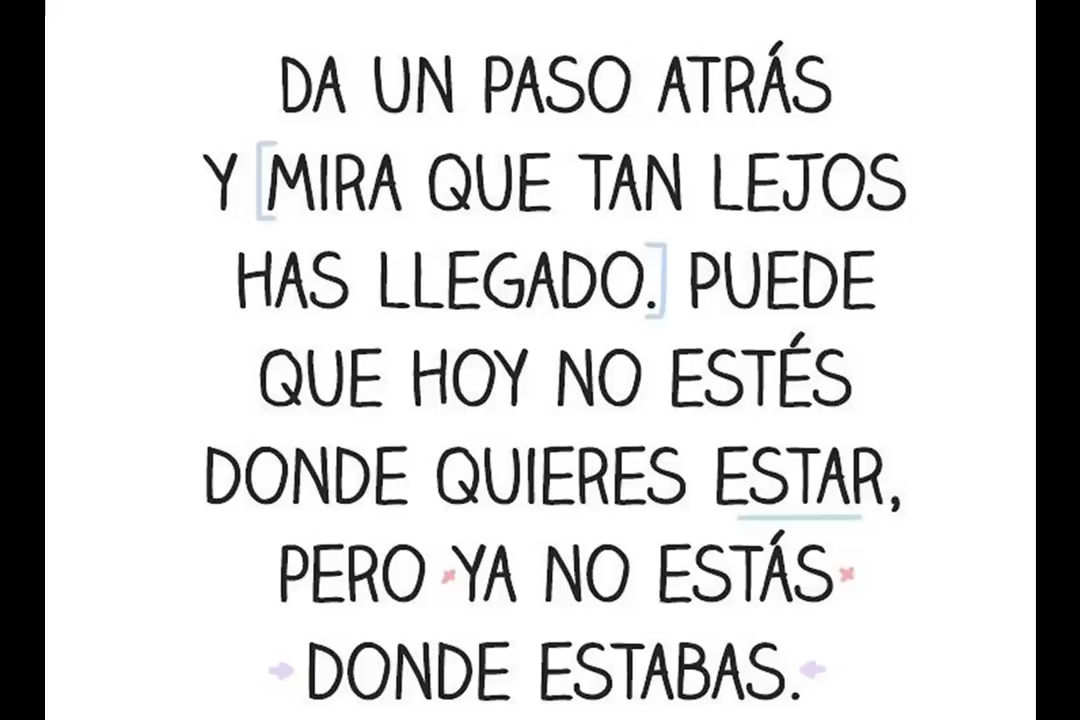 DA UN PASO ATRÁS
Y [MIRA QUE TAN LEJOS
HAS LLEGADO.] PUEDE
QUE HOY NO ESTÉS
DONDE QUIERES ESTAR,
PERO YA NO ESTÁS
DONDE ESTABAS.